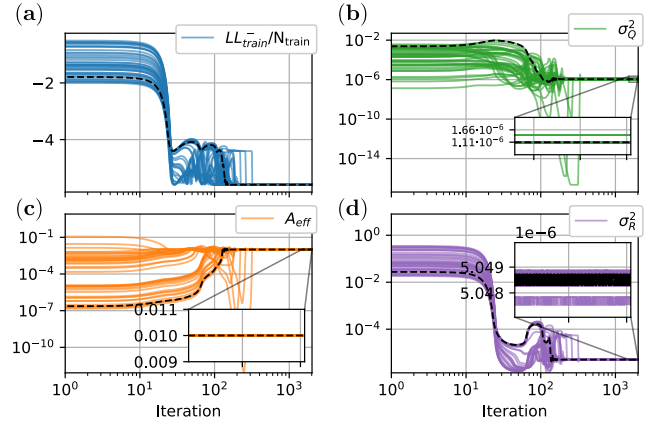 (a)
LL⁻train/Ntrain
−2
−4
(b)
σ²Q
10⁻²
10⁻⁶
10⁻¹⁰
10⁻¹⁴
1.66·10⁻⁶
1.11·10⁻⁶
(c)
Aeff
10⁻¹
10⁻⁴
10⁻⁷
10⁻¹⁰
0.011
0.010
0.009
10⁰ 10¹ 10² 10³
Iteration
(d)
σ²R
10⁰
10⁻²
10⁻⁴
1e−6
5.049
5.048
10⁰ 10¹ 10² 10³
Iteration